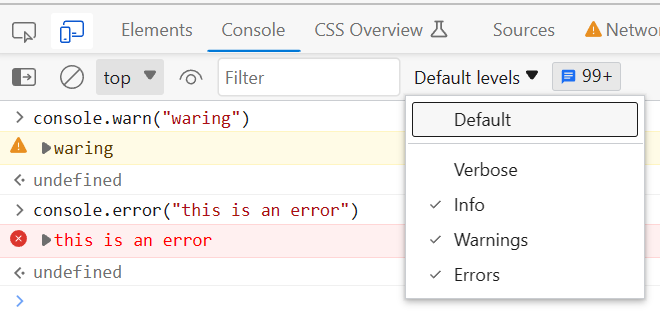 Elements Console CSS Overview Sources Networ
top Filter Default levels 99+
console.warn("waring")
waring
undefined
console.error("this is an error")
this is an error
undefined
Default
Verbose
Info
Warnings
Errors